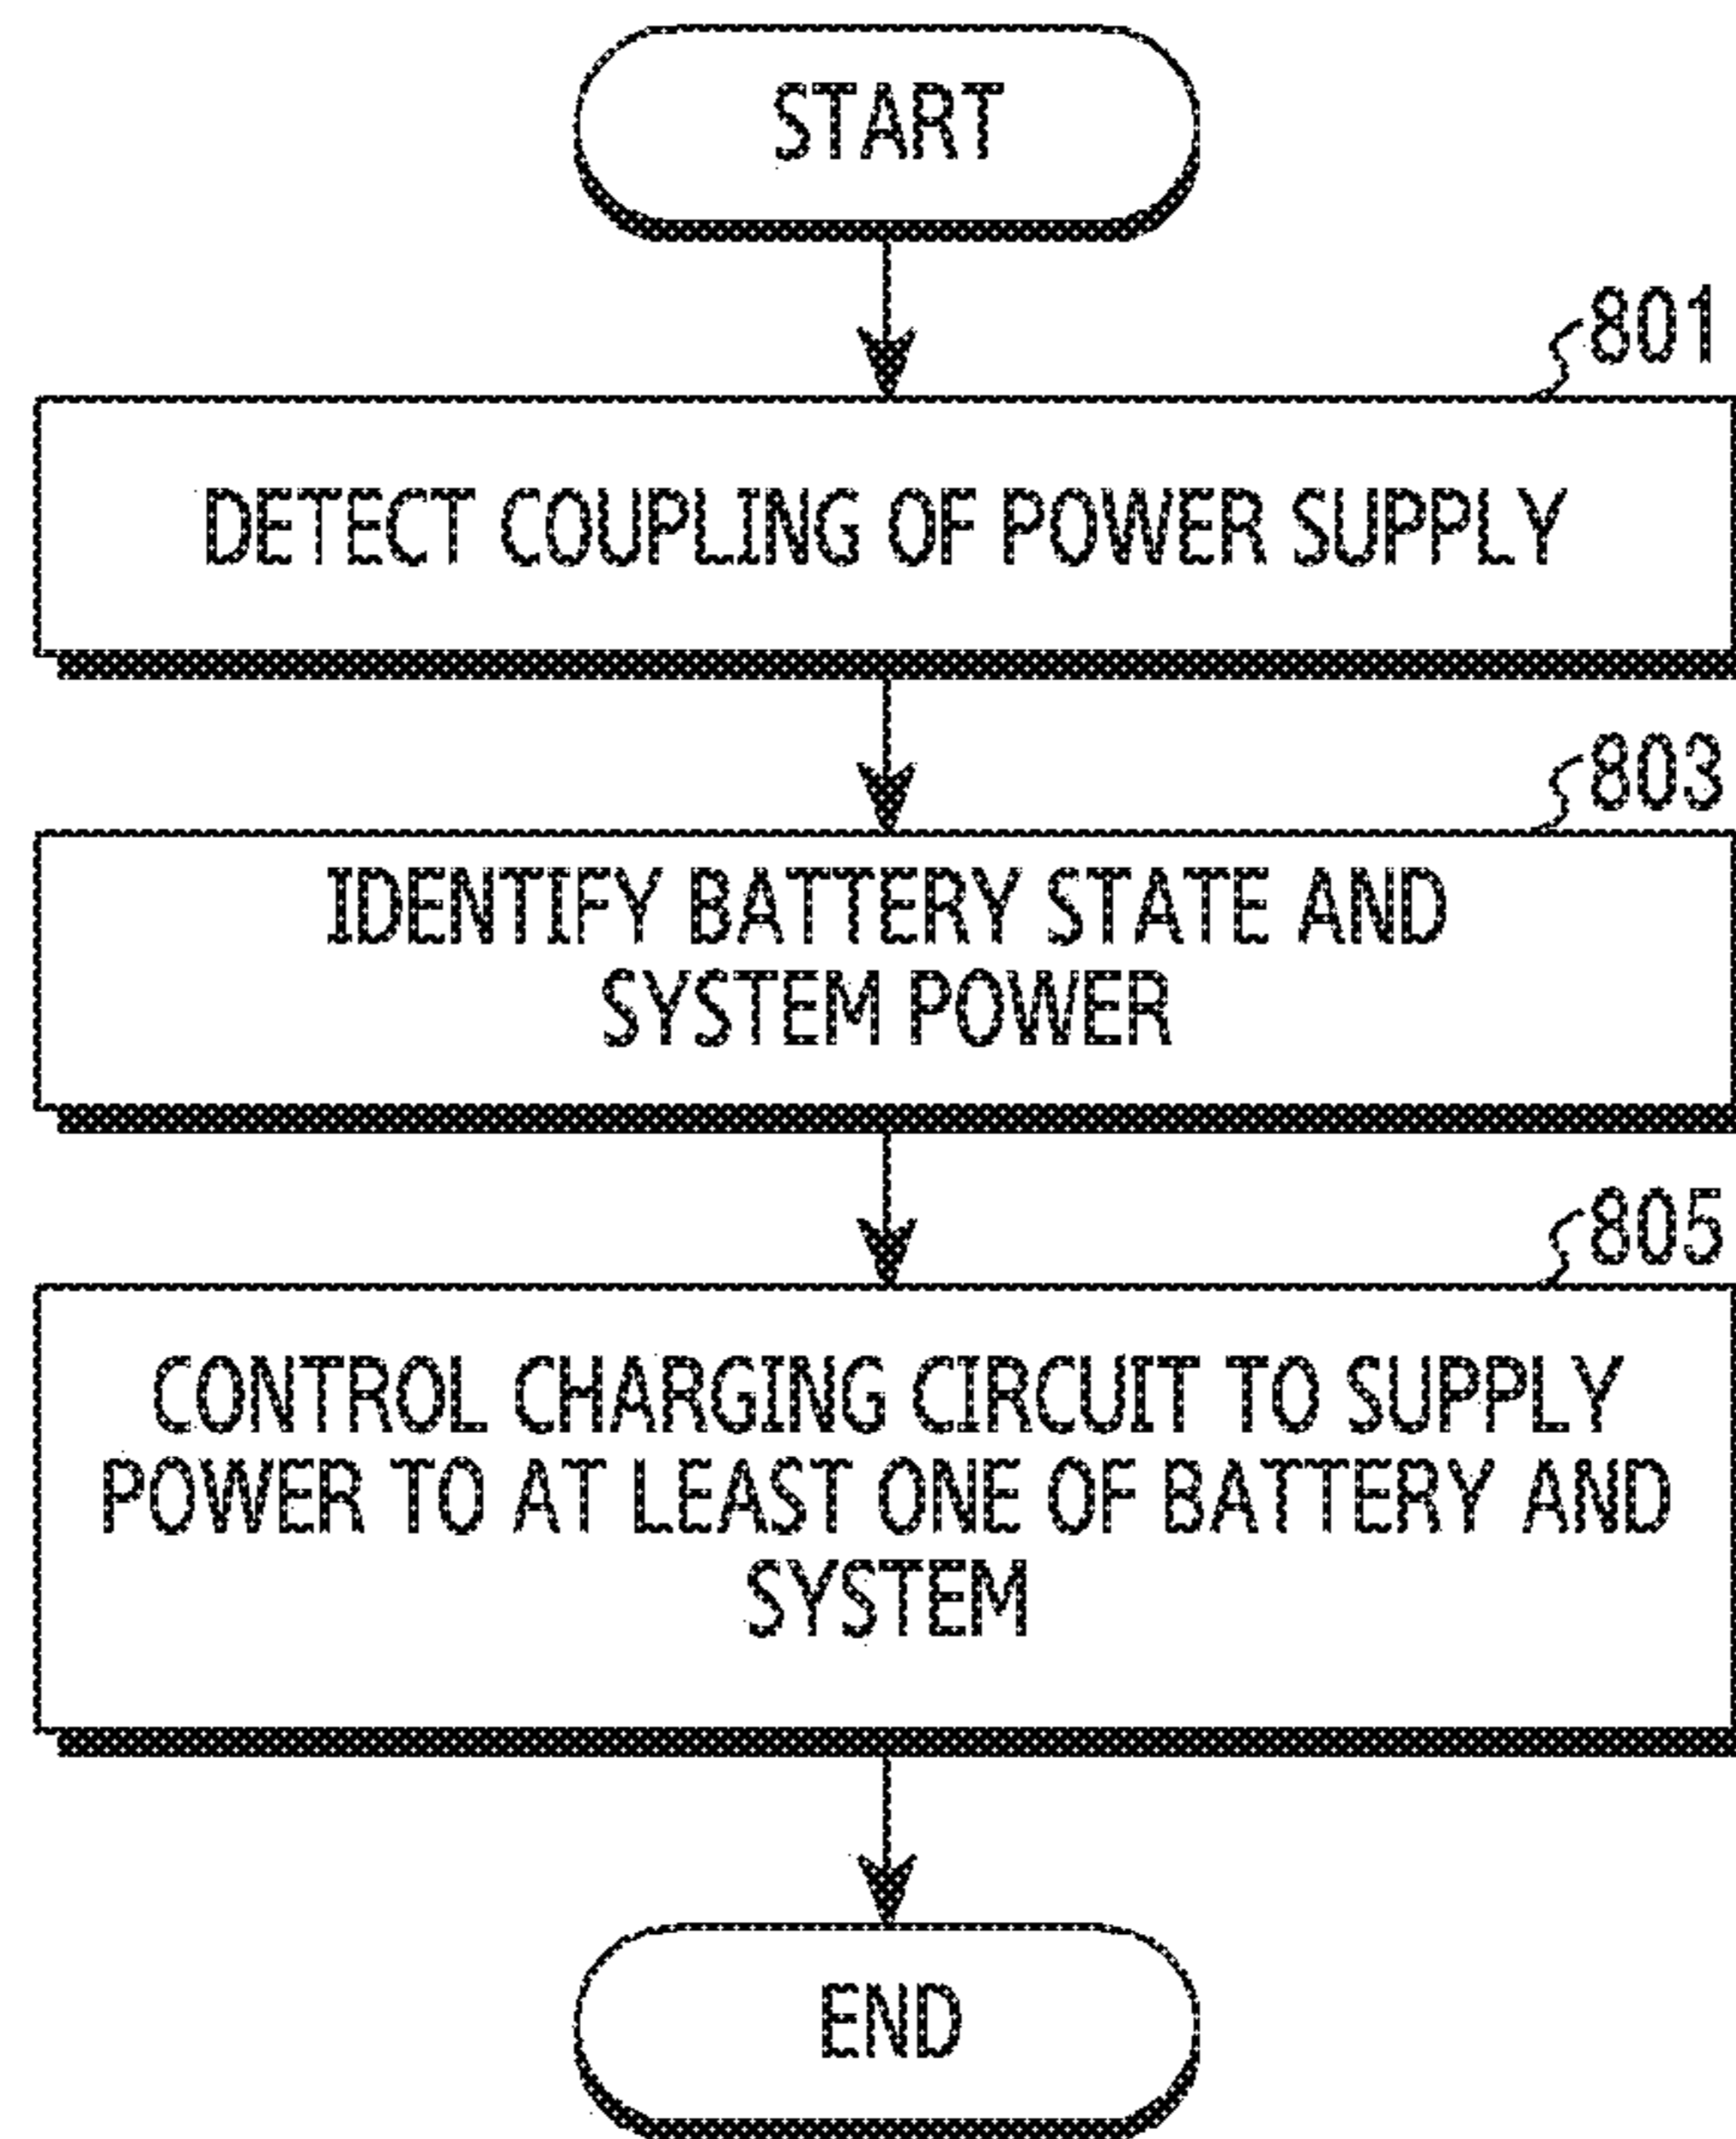 START
801
DETECT COUPLING OF POWER SUPPLY
803
IDENTIFY BATTERY STATE AND
SYSTEM POWER
805
CONTROL CHARGING CIRCUIT TO SUPPLY
POWER TO AT LEAST ONE OF BATTERY AND
SYSTEM
END